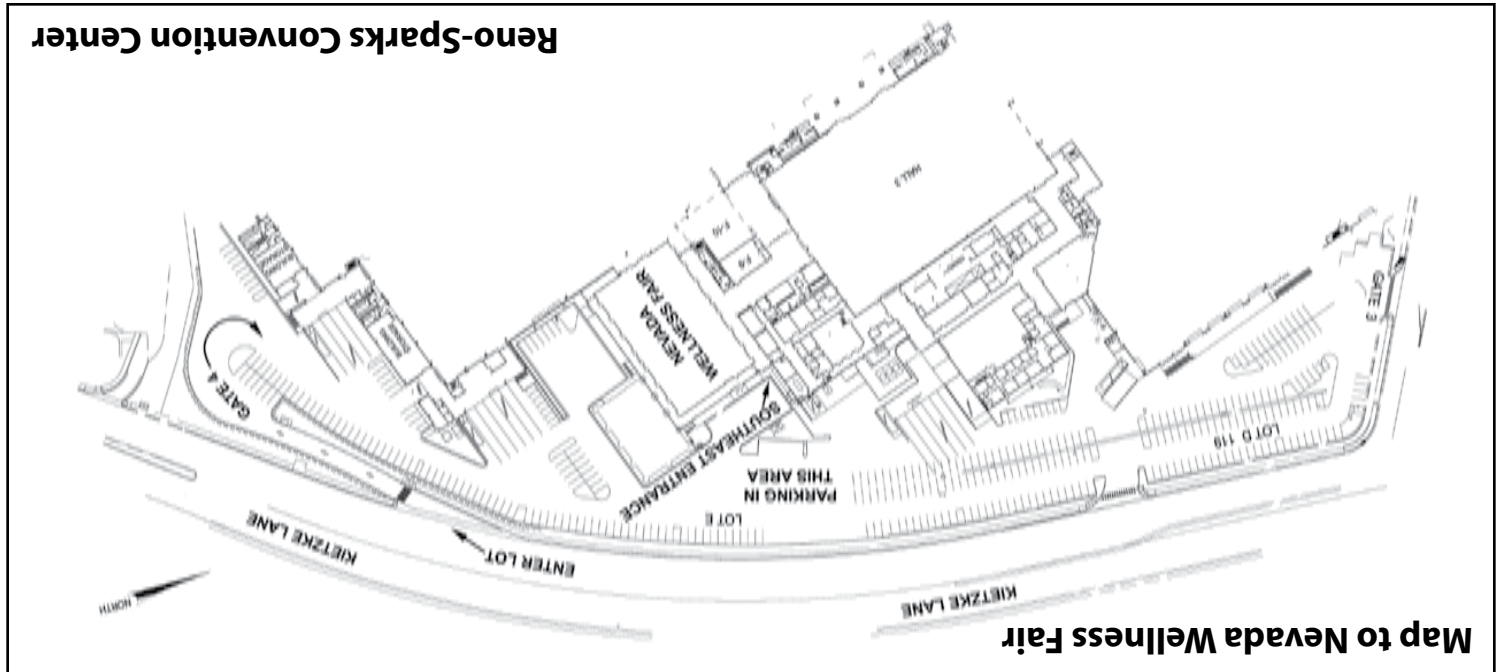 Map to Nevada Wellness Fair
NORTH
KIETZKE LANE
KIETZKE LANE
ENTER LOT
LOT E
PARKING IN
THIS AREA
LOT D 119
SOUTHEAST ENTRANCE
GATE 4
GATE 3
NEVADA
WELLNESS FAIR
HALL 3
Reno-Sparks Convention Center